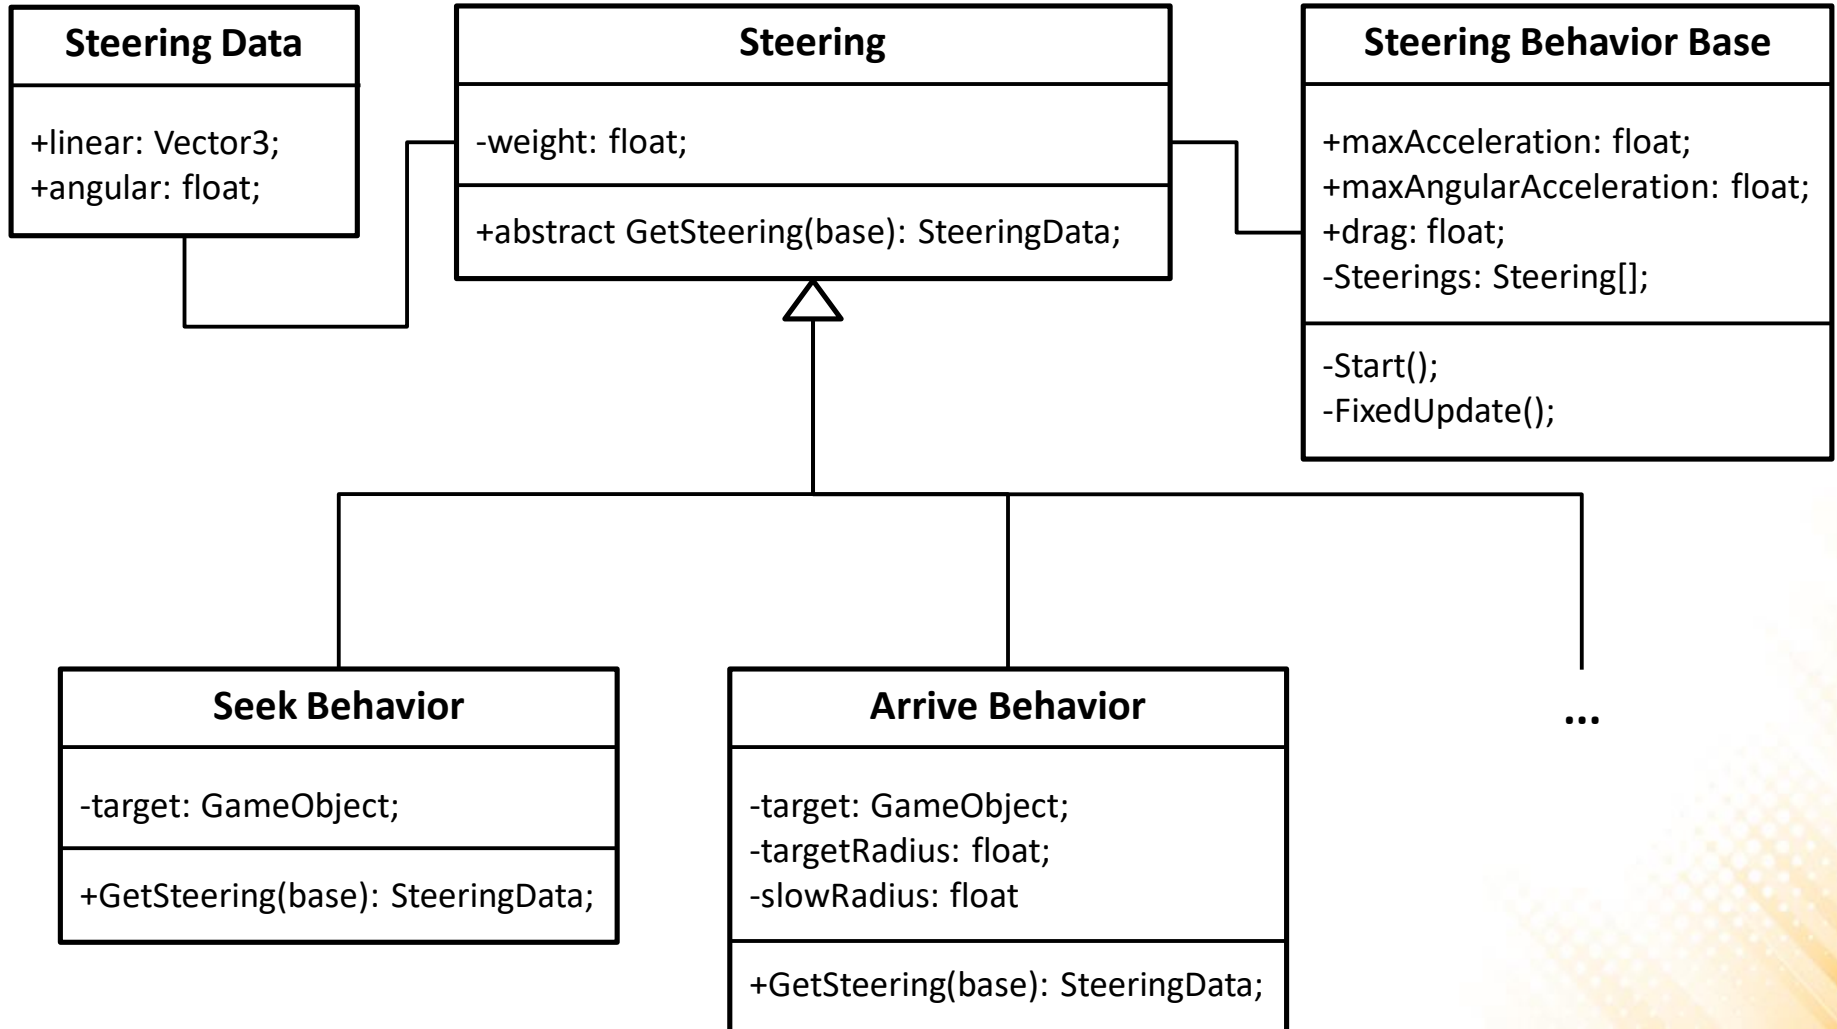 Steering Data
+linear: Vector3;
+angular: float;
Steering
-weight: float;
+abstract GetSteering(base): SteeringData;
Steering Behavior Base
+maxAcceleration: float;
+maxAngularAcceleration: float;
+drag: float;
-Steerings: Steering[];
-Start();
-FixedUpdate();
Seek Behavior
-target: GameObject;
+GetSteering(base): SteeringData;
Arrive Behavior
-target: GameObject;
-targetRadius: float;
-slowRadius: float
+GetSteering(base): SteeringData;
...